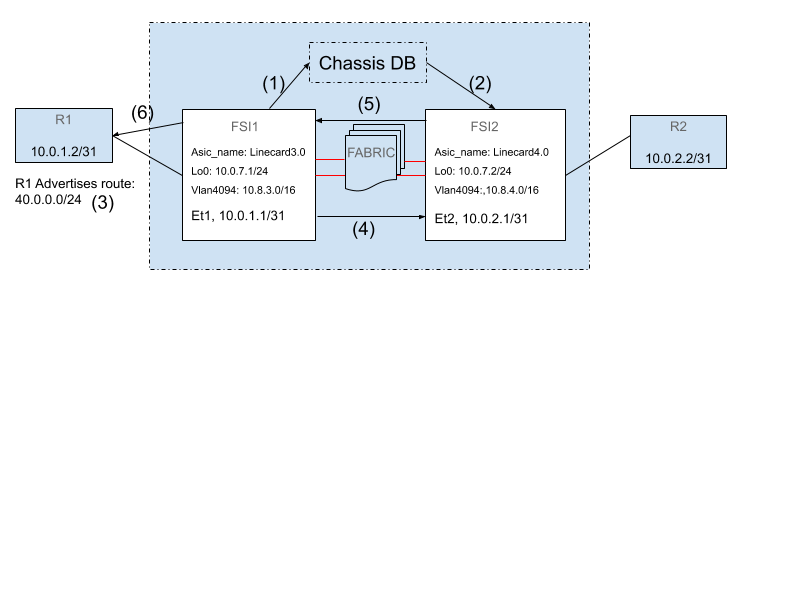 Chassis DB
(1)
(2)
(6)
(5)
R1
10.0.1.2/31
R1 Advertises route:
40.0.0.0/24
(3)
FSI1
Asic_name: Linecard3.0
Lo0: 10.0.7.1/24
Vlan4094: 10.8.3.0/16
Et1, 10.0.1.1/31
FABRIC
(4)
FSI2
Asic_name: Linecard4.0
Lo0: 10.0.7.2/24
Vlan4094:,10.8.4.0/16
Et2, 10.0.2.1/31
R2
10.0.2.2/31